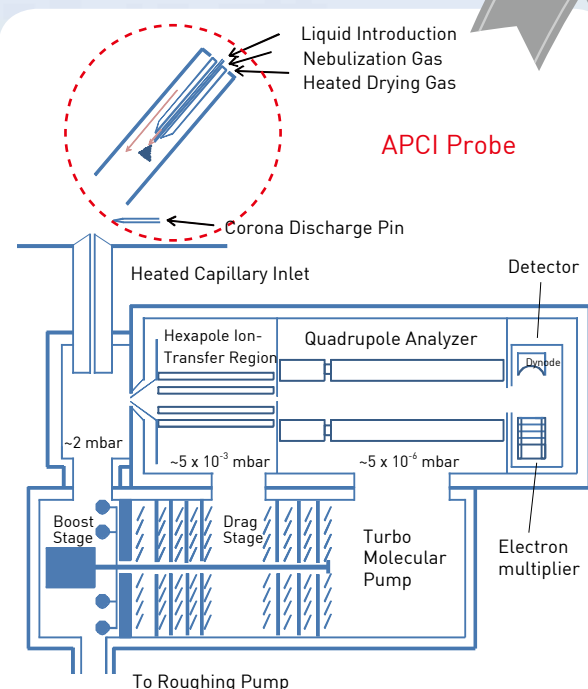 Liquid Introduction
Nebulization Gas
Heated Drying Gas
APCI Probe
Corona Discharge Pin
Heated Capillary Inlet
Detector
Hexapole Ion-
Transfer Region
Quadrupole Analyzer
Dynode
~2 mbar
~5 x 10⁻³ mbar
~5 x 10⁻⁶ mbar
Boost
Stage
Drag
Stage
Turbo
Molecular
Pump
Electron
multiplier
To Roughing Pump